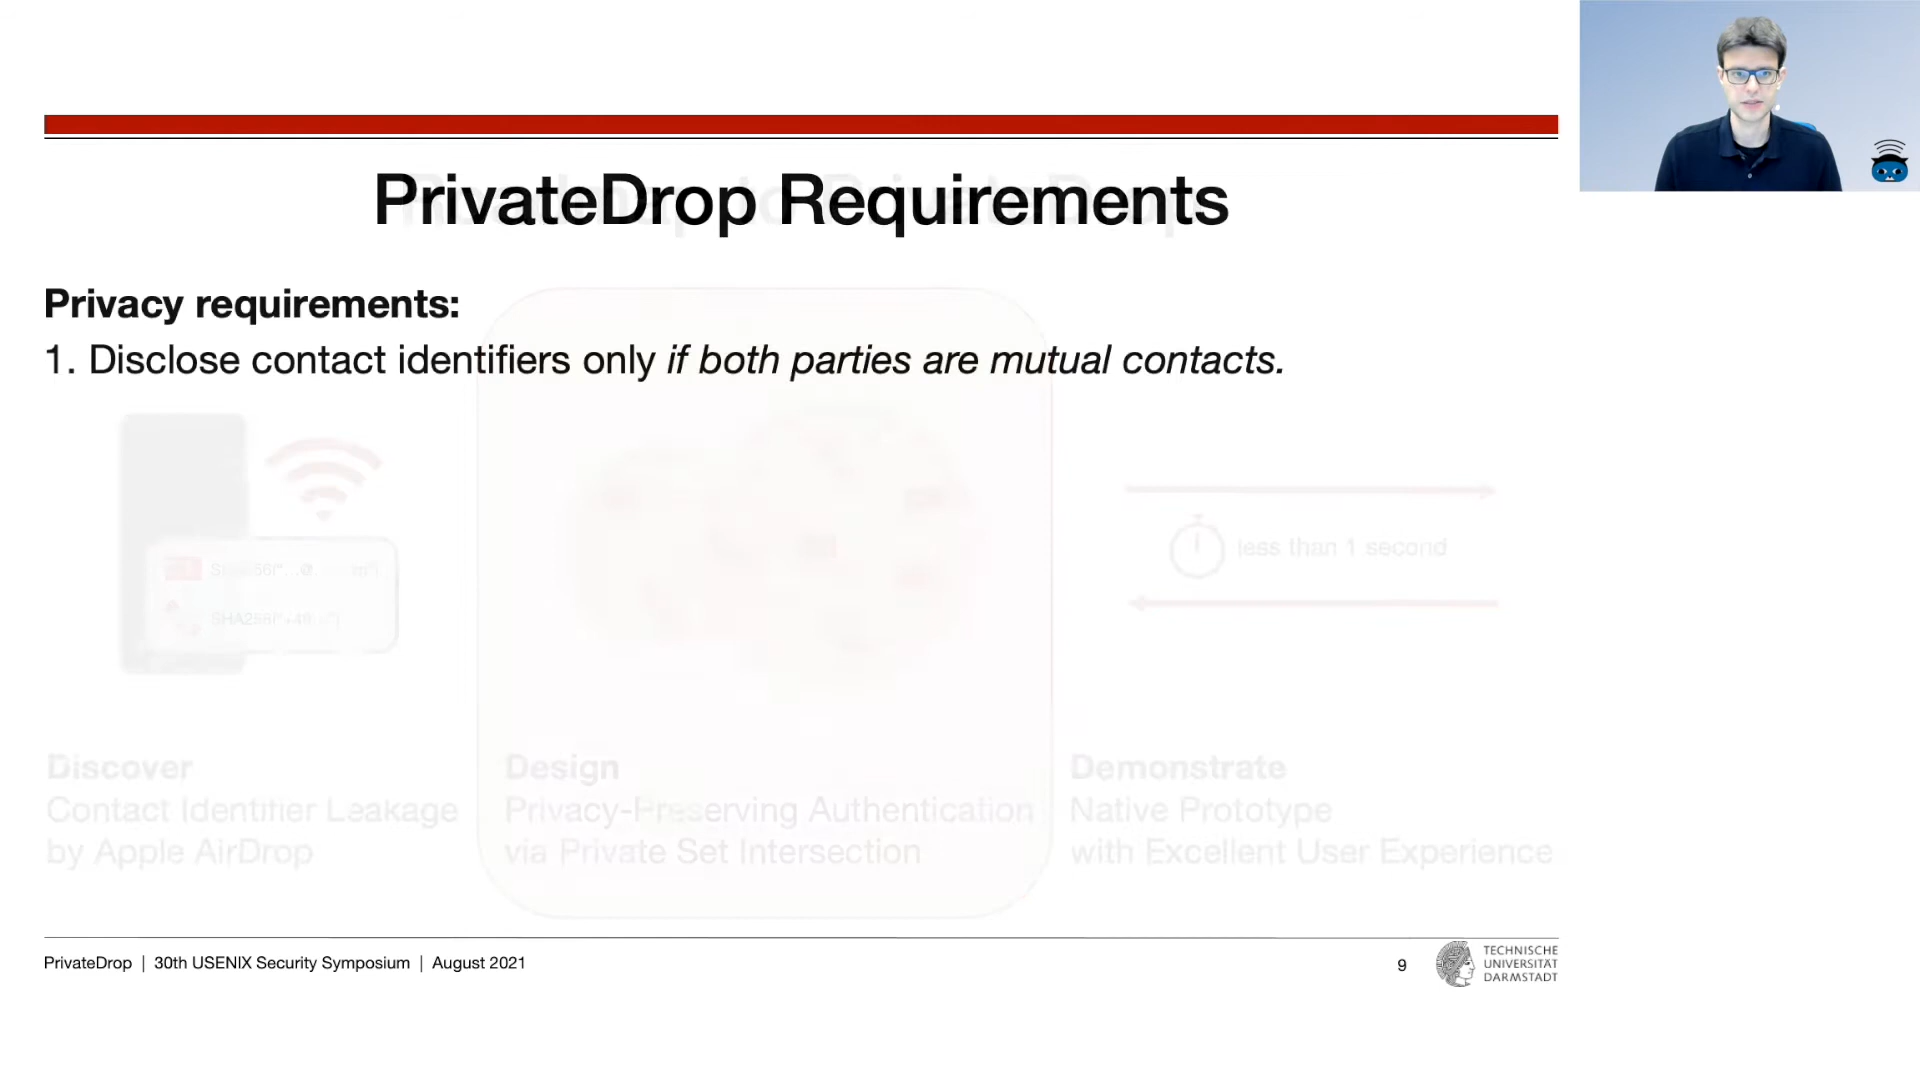 PrivateDrop Requirements
Privacy requirements:
1. Disclose contact identifiers only if both parties are mutual contacts.
less than 1 second
Discover
Contact Identifier Leakage
by Apple AirDrop
Design
Privacy-Preserving Authentication
via Private Set Intersection
Demonstrate
Native Prototype
with Excellent User Experience
PrivateDrop | 30th USENIX Security Symposium | August 2021
9
TECHNISCHE
UNIVERSITÄT
DARMSTADT